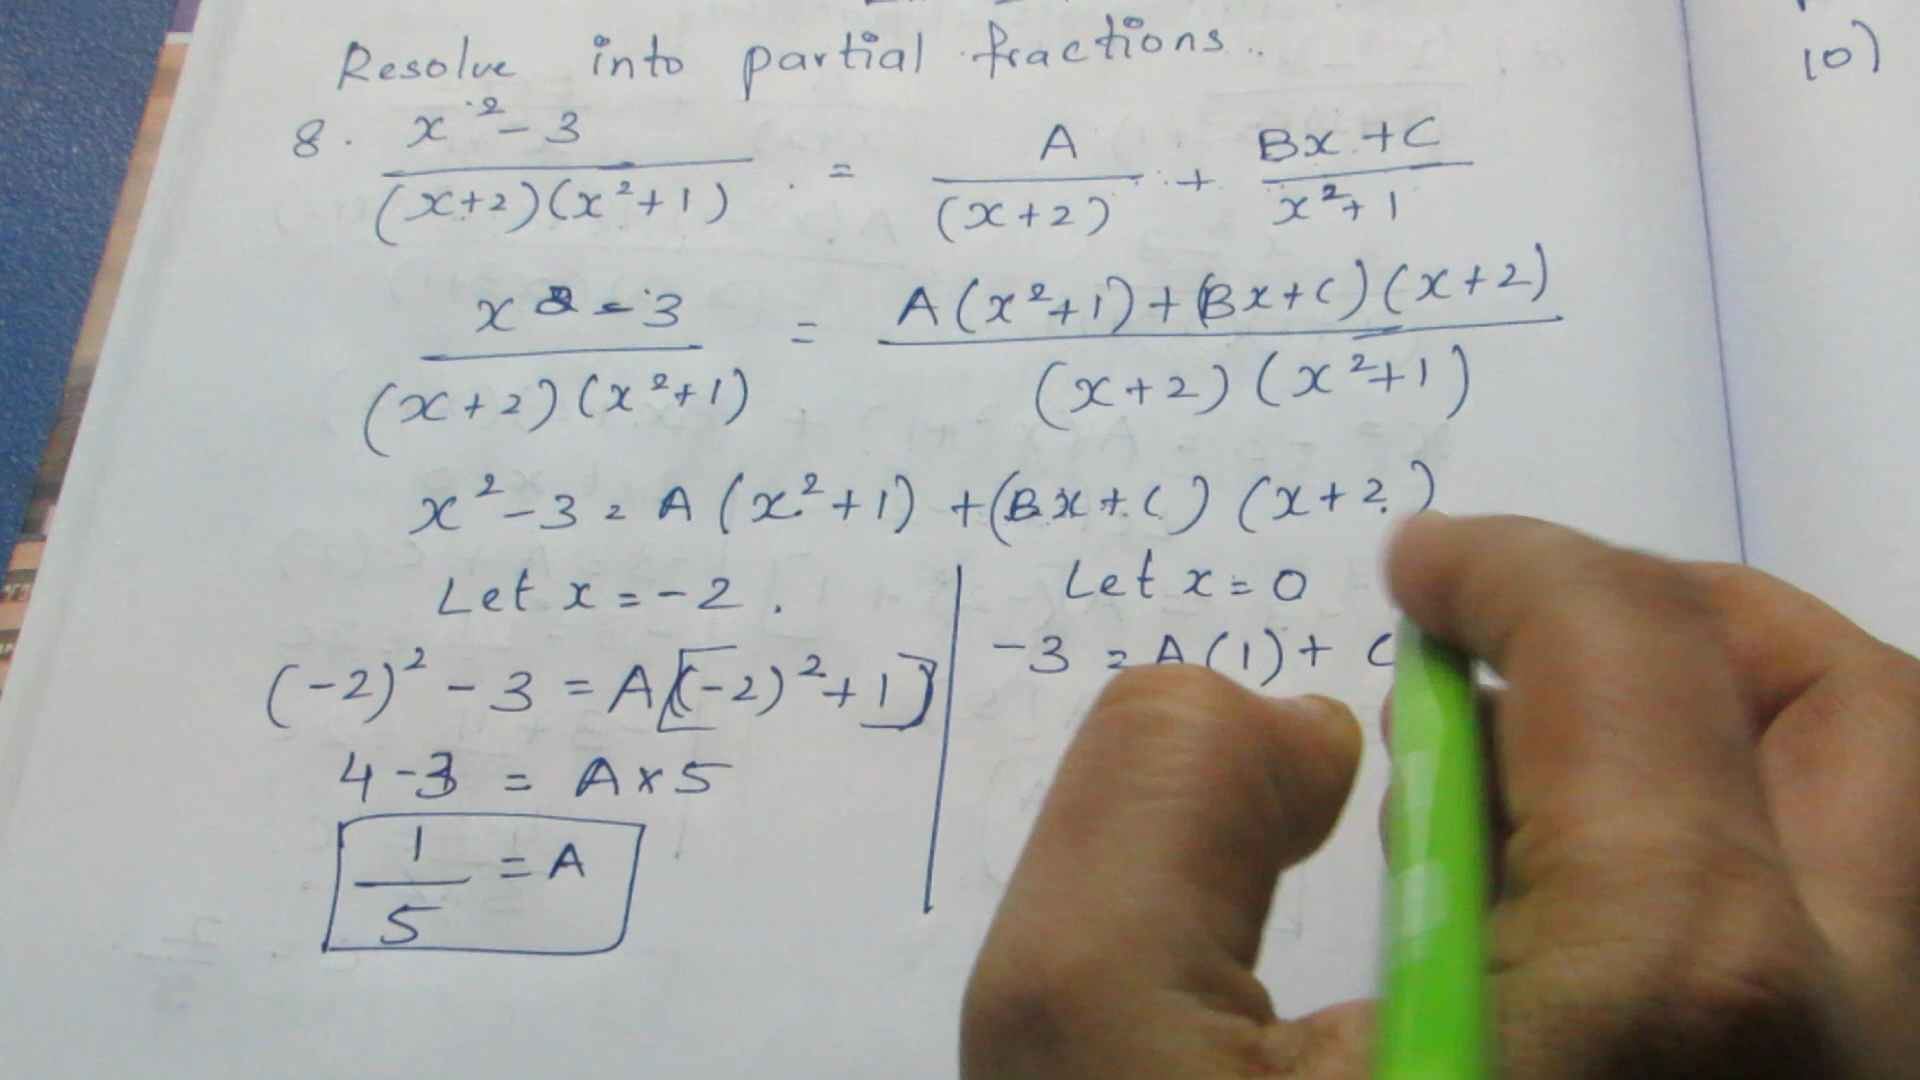 Resolve into partial fractions..
8. x²-3 / (x+2)(x²+1) = A / (x+2) + Bx+C / x²+1
x2-3 / (x+2)(x²+1) = A(x²+1)+(Bx+C)(x+2) / (x+2)(x²+1)
x²-3 = A(x²+1) + (Bx+C)(x+2)
Let x=-2.
(-2)²-3 = A[(-2)²+1]
4-3 = A×5
1/5 = A
Let x=0
-3 = A(1)+ C
10)